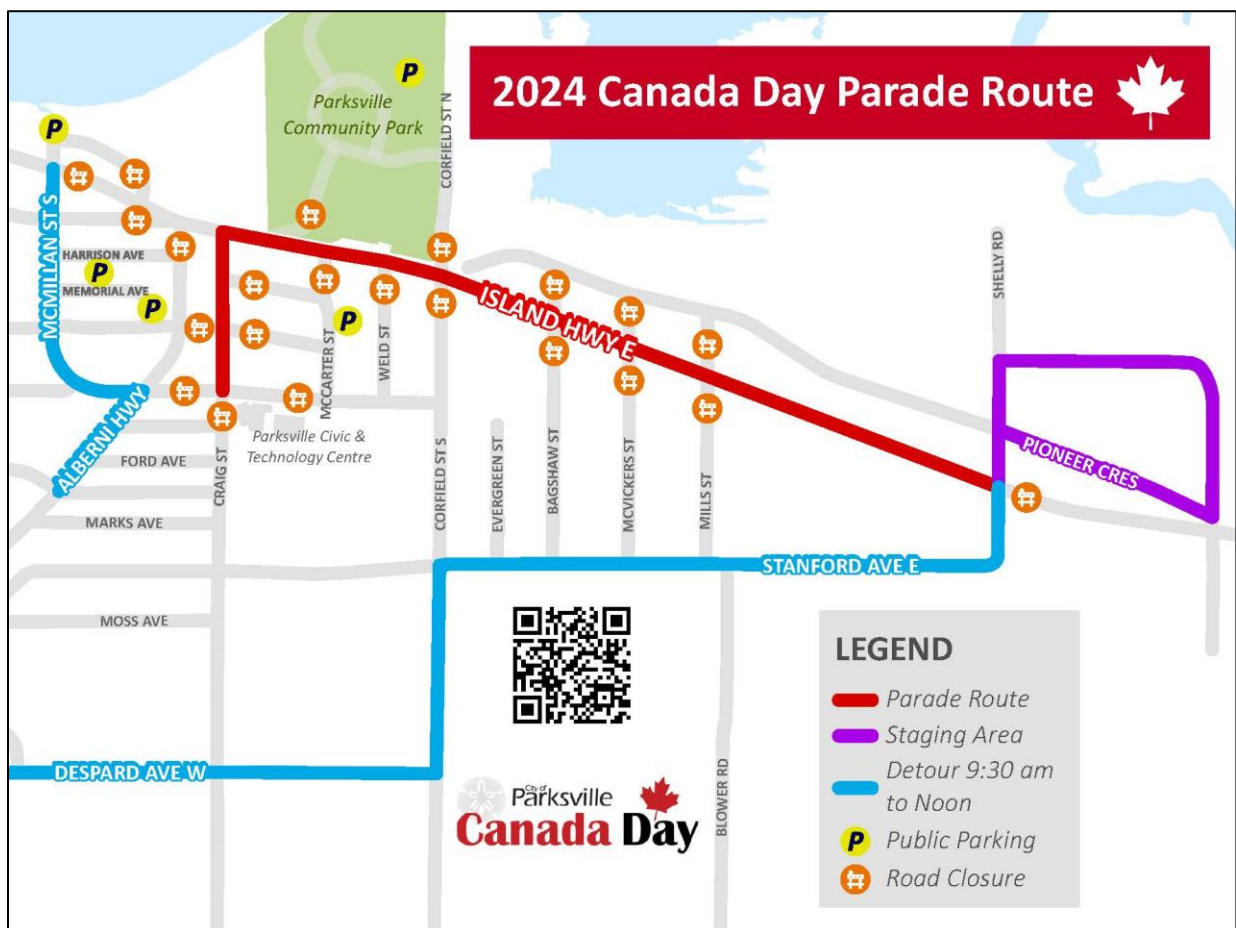 2024 Canada Day Parade Route
P
Parksville
Community Park
CORFIELD ST N
P
MCMILLAN ST S
HARRISON AVE
P
MEMORIAL AVE
P
P
ISLAND HWY E
SHELLY RD
MCCARTER ST
WELD ST
ALBERNI HWY
Parksville Civic &
Technology Centre
PIONEER CRES
FORD AVE
CRAIG ST
CORFIELD ST S
EVERGREEN ST
BAGSHAW ST
MCVICKERS ST
MILLS ST
MARKS AVE
STANFORD AVE E
MOSS AVE
DESPARD AVE W
BLOWER RD
City of
Parksville
Canada Day
LEGEND
Parade Route
Staging Area
Detour 9:30 am
to Noon
P Public Parking
Road Closure